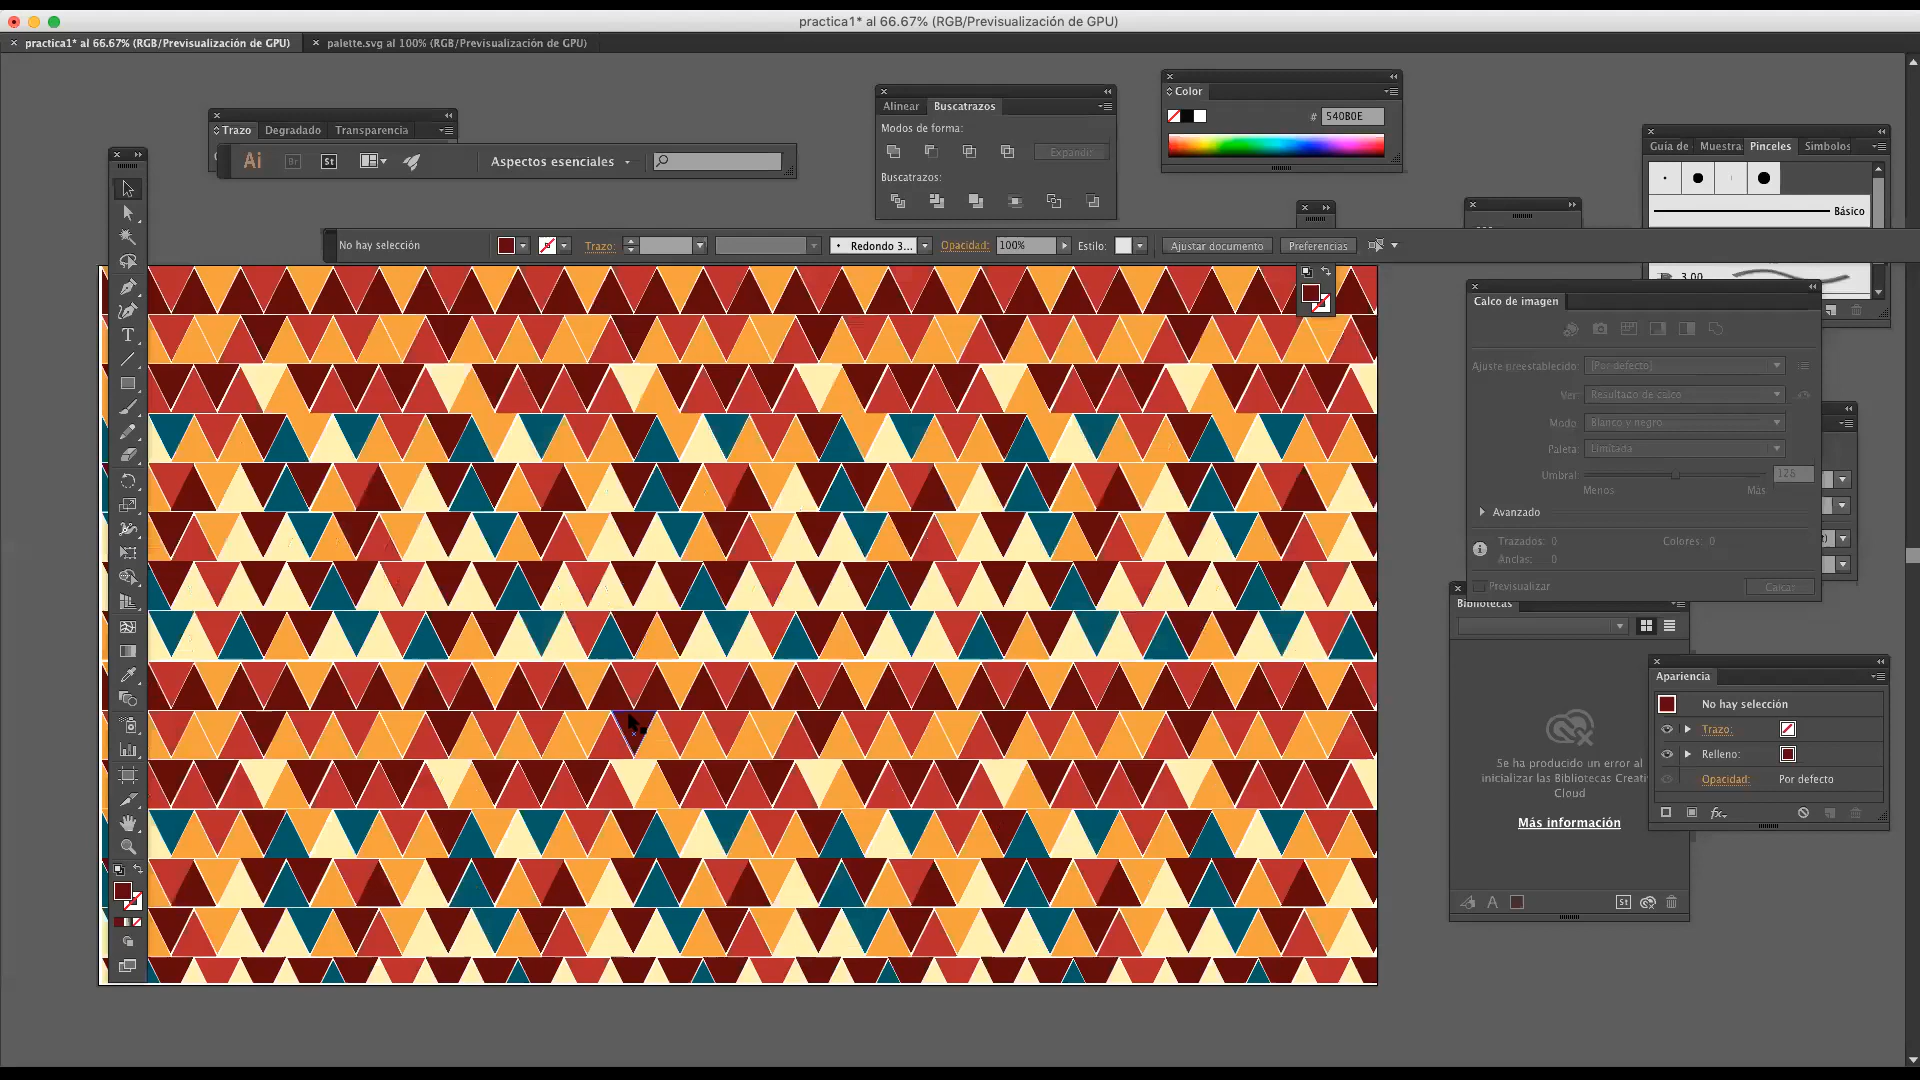 practica1* al 66.67% (RGB/Previsualización de GPU)
practica1* al 66.67% (RGB/Previsualización de GPU)
palette.svg al 100% (RGB/Previsualización de GPU)
Trazo Degradado Transparencia
Ai Br St Aspectos esenciales
Alinear Buscatrazos
Modos de forma:
Expandir
Buscatrazos:
Color
# 540B0E
Guía de Muestra Pinceles Símbolos
Básico
3.00
No hay selección Trazo: Redondo 3... Opacidad: 100% Estilo: Ajustar documento Preferencias
Calco de imagen
Ajuste preestablecido: [Por defecto]
Ver: Resultado de calco
Modo: Blanco y negro
Paleta: Limitada
Umbral: 128
Menos Más
Avanzado
Trazados: 0 Colores: 0
Anclas: 0
Previsualizar Calcar
Bibliotecas
Se ha producido un error al
inicializar las Bibliotecas Creati
Cloud
Más información
St
Apariencia
No hay selección
Trazo:
Relleno:
Opacidad: Por defecto
fx
T
A